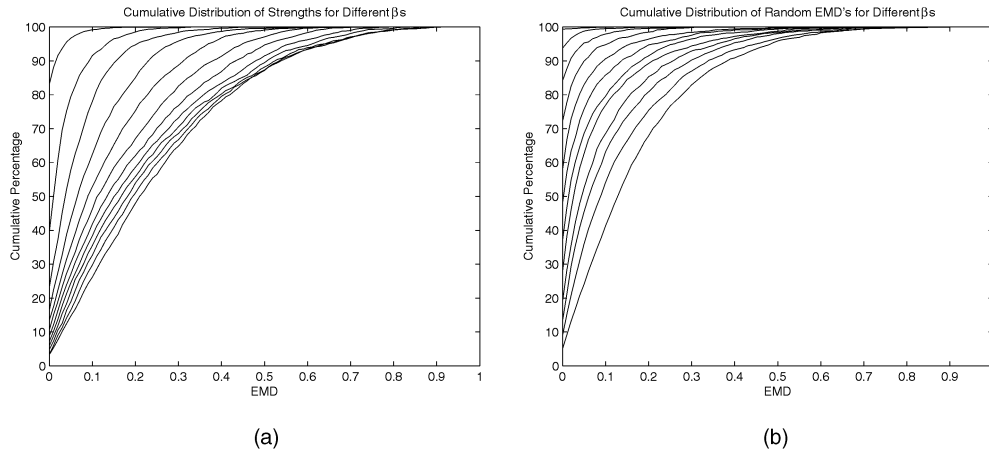 Cumulative Distribution of Strengths for Differentβs
100
90
80
70
60
50
40
30
20
10
0
Cumulative Percentage
0 0.1 0.2 0.3 0.4 0.5 0.6 0.7 0.8 0.9 1
EMD
(a)
Cumulative Distribution of Random EMD's for Differentβs
100
90
80
70
60
50
40
30
20
10
0
Cumulative Percentage
0 0.1 0.2 0.3 0.4 0.5 0.6 0.7 0.8 0.9
EMD
(b)